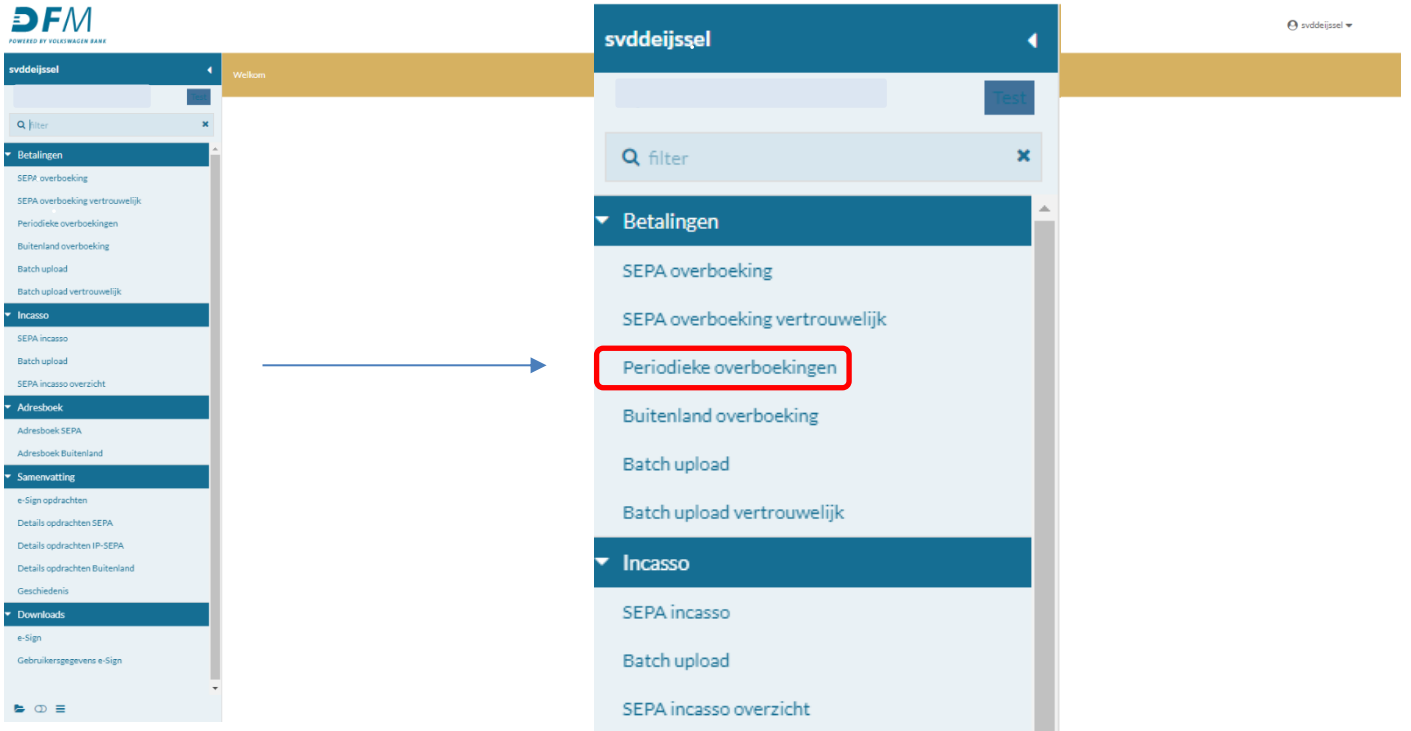 DFM
POWERED BY VOLKSWAGEN BANK
svddeijssel
svddeijssel
Welkom
Test
filter
Betalingen
SEPA overboeking
SEPA overboeking vertrouwelijk
Periodieke overboekingen
Buitenland overboeking
Batch upload
Batch upload vertrouwelijk
Incasso
SEPA incasso
Batch upload
SEPA incasso overzicht
Adresboek
Adresboek SEPA
Adresboek Buitenland
Samenvatting
e-Sign opdrachten
Details opdrachten SEPA
Details opdrachten IP-SEPA
Details opdrachten Buitenland
Geschiedenis
Downloads
e-Sign
Gebruikersgegevens e-Sign
svddeijssel
Test
filter
Betalingen
SEPA overboeking
SEPA overboeking vertrouwelijk
Periodieke overboekingen
Buitenland overboeking
Batch upload
Batch upload vertrouwelijk
Incasso
SEPA incasso
Batch upload
SEPA incasso overzicht